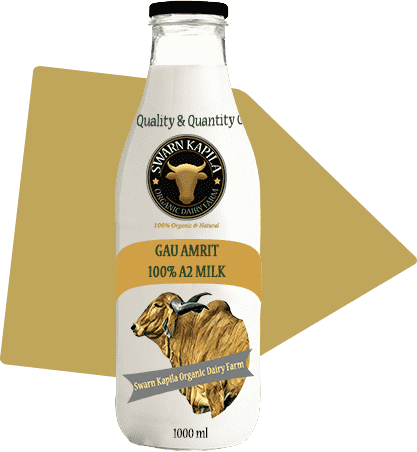 Quality & Quantity
SWARN KAPILA
ORGANIC DAIRY FARM
100% Organic & Natural
GAU AMRIT
100% A2 MILK
Swarn Kapila Organic Dairy Farm
1000 ml